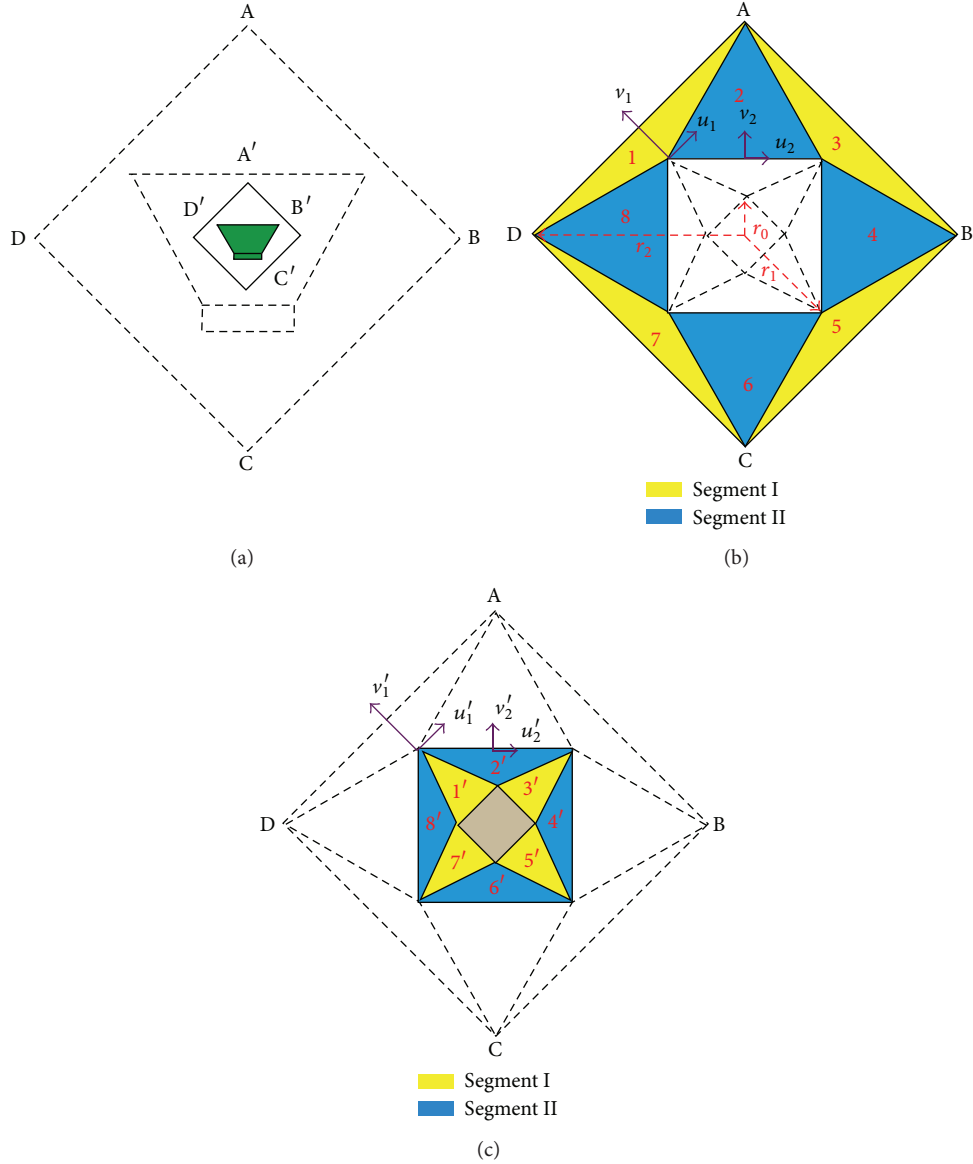 A
D
B
C
A′
D′
B′
C′
(a)
A
v₁
u₁
v₂
u₂
2
1
3
D
8
4
B
r₀
r₂
r₁
7
5
6
C
Segment I
Segment II
(b)
A
v′₁
u′₁
v′₂
u′₂
2′
1′
3′
D
8′
4′
B
7′
5′
6′
C
Segment I
Segment II
(c)